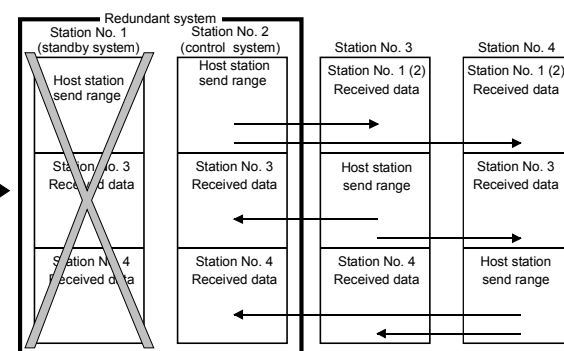 Redundant system
Station No. 1
(standby system)
Host station
send range
Station No. 3
Received data
Station No. 4
Received data
Station No. 2
(control system)
Host station
send range
Station No. 3
Received data
Station No. 4
Received data
Station No. 3
Station No. 1 (2)
Received data
Host station
send range
Station No. 4
Received data
Station No. 4
Station No. 1 (2)
Received data
Station No. 3
Received data
Host station
send range